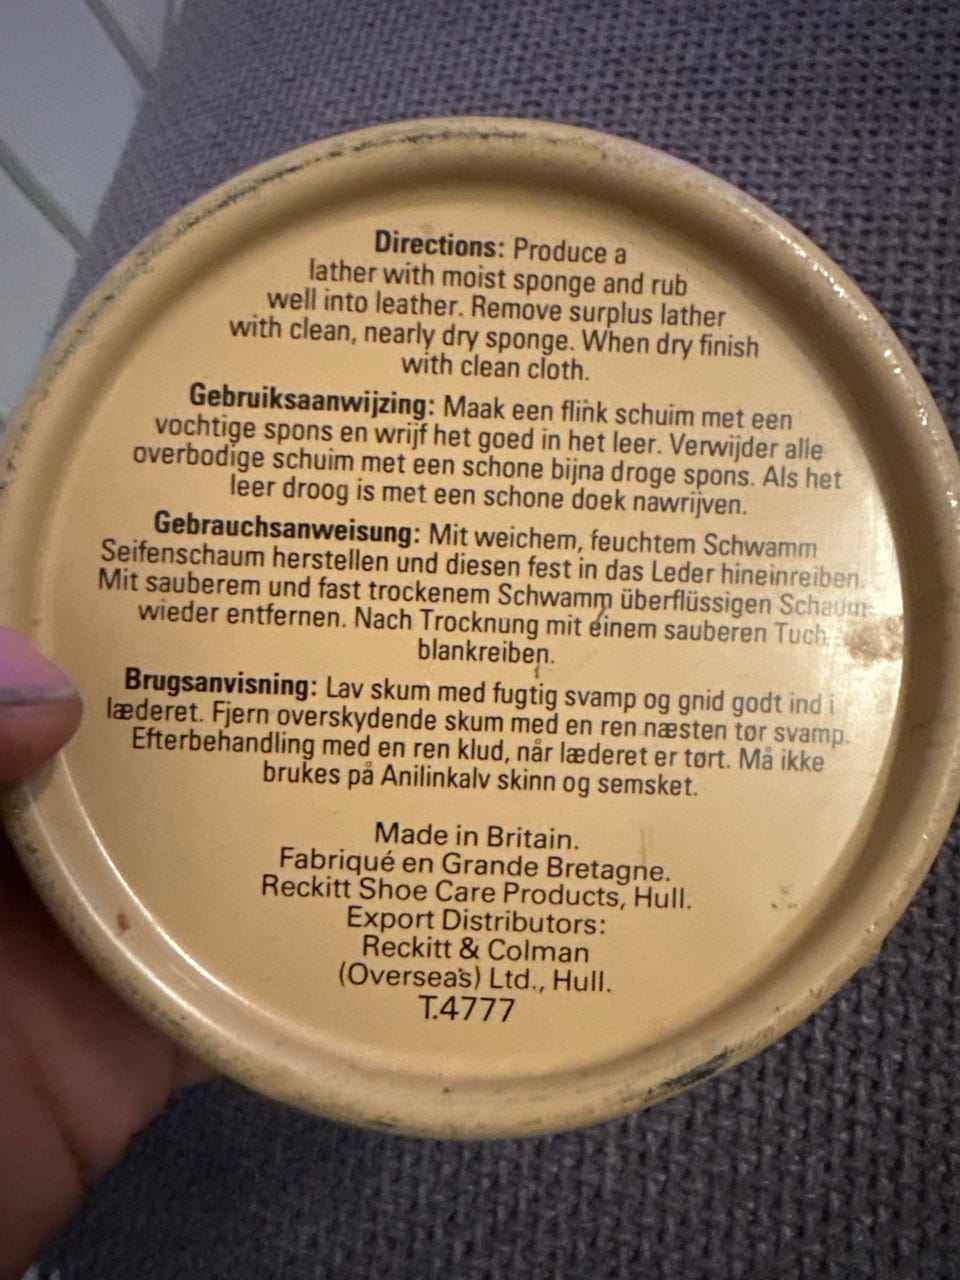 Directions: Produce a
lather with moist sponge and rub
well into leather. Remove surplus lather
with clean, nearly dry sponge. When dry finish
with clean cloth.
Gebruiksaanwijzing: Maak een flink schuim met een
vochtige spons en wrijf het goed in het leer. Verwijder alle
overbodige schuim met een schone bijna droge spons. Als het
leer droog is met een schone doek nawrijven.
Gebrauchsanweisung: Mit weichem, feuchtem Schwamm
Seifenschaum herstellen und diesen fest in das Leder hineinreiben.
Mit sauberem und fast trockenem Schwamm überflüssigen Schaum
wieder entfernen. Nach Trocknung mit einem sauberen Tuch
blankreiben.
Brugsanvisning: Lav skum med fugtig svamp og gnid godt ind i
læderet. Fjern overskydende skum med en ren næsten tør svamp.
Efterbehandling med en ren klud, når læderet er tørt. Må ikke
brukes på Anilinkalv skinn og semsket.
Made in Britain.
Fabriqué en Grande Bretagne.
Reckitt Shoe Care Products, Hull.
Export Distributors:
Reckitt & Colman
(Overseas) Ltd., Hull.
T.4777